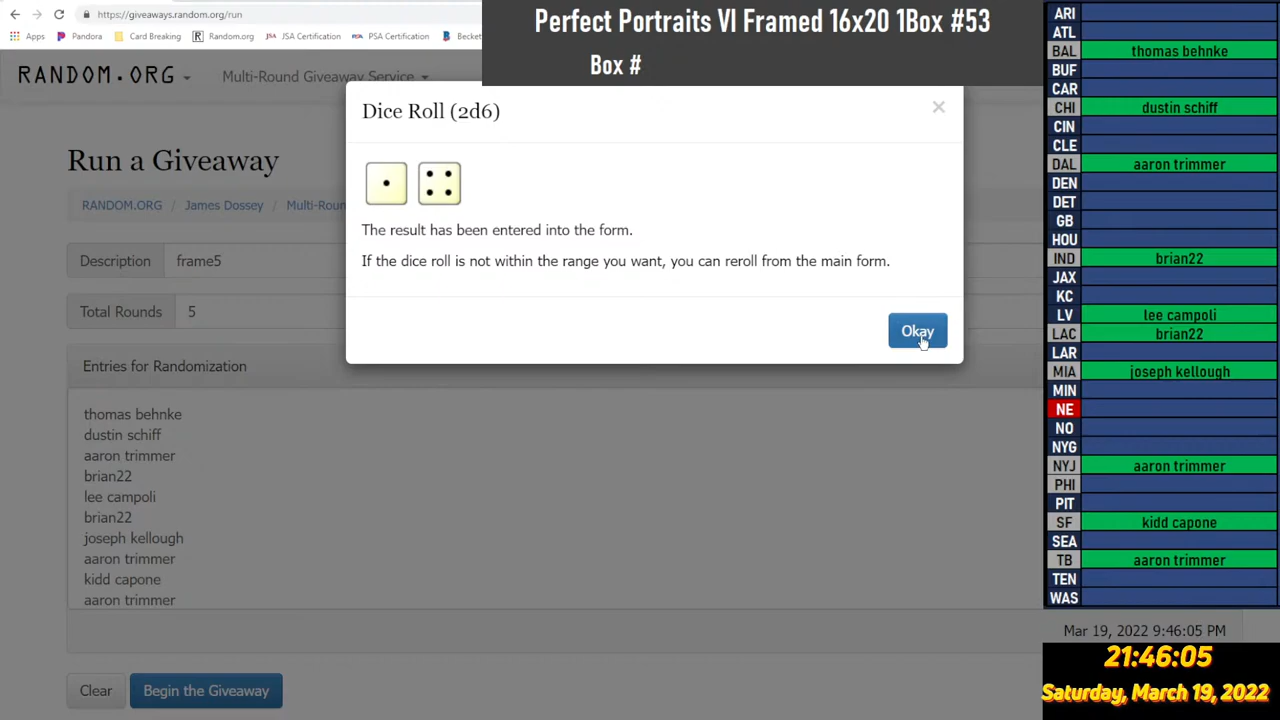 https://giveaways.random.org/run
Apps
Pandora
Card Breaking
Random.org
JSA Certification
PSA Certification
Becket
Perfect Portraits VI Framed 16x20 1Box #53
Box #
RANDOM.ORG
Multi-Round Giveaway Service
Dice Roll (2d6)
×
The result has been entered into the form.
If the dice roll is not within the range you want, you can reroll from the main form.
Okay
Run a Giveaway
RANDOM.ORG / James Dossey / Multi-Roun
Description
frame5
Total Rounds
5
Entries for Randomization
thomas behnke
dustin schiff
aaron trimmer
brian22
lee campoli
brian22
joseph kellough
aaron trimmer
kidd capone
aaron trimmer
Clear
Begin the Giveaway
ARI
ATL
BAL thomas behnke
BUF
CAR
CHI dustin schiff
CIN
CLE
DAL aaron trimmer
DEN
DET
GB
HOU
IND brian22
JAX
KC
LV lee campoli
LAC brian22
LAR
MIA joseph kellough
MIN
NE
NO
NYG
NYJ aaron trimmer
PHI
PIT
SF kidd capone
SEA
TB aaron trimmer
TEN
WAS
Mar 19, 2022 9:46:05 PM
21:46:05
Saturday, March 19, 2022